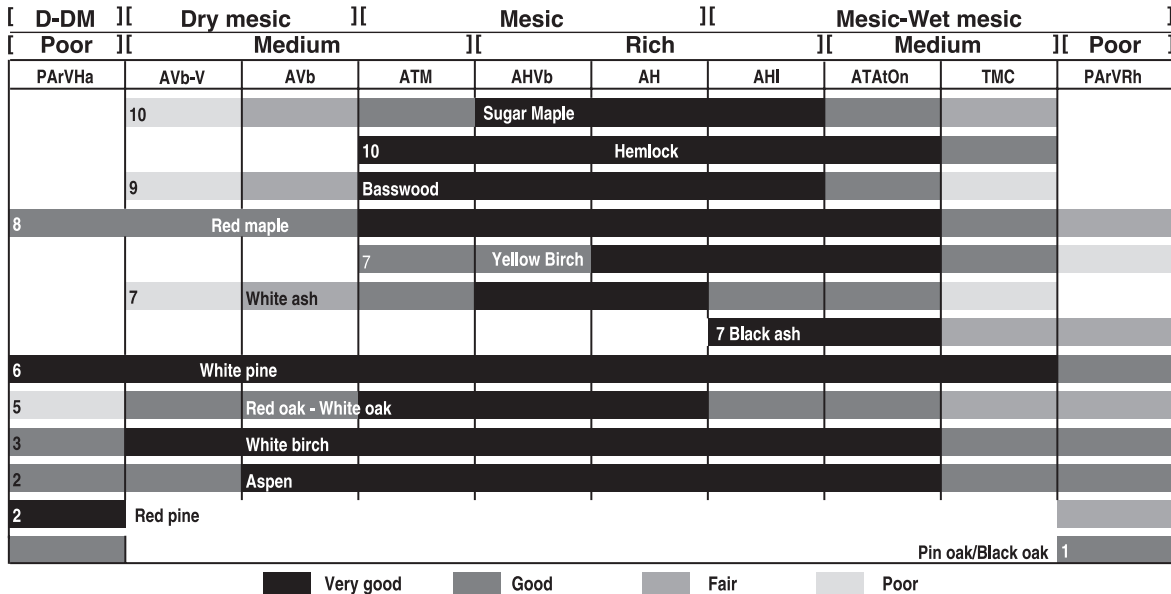 [ D-DM ][ Dry mesic ][ Mesic ][ Mesic-Wet mesic ]
[ Poor ][ Medium ][ Rich ][ Medium ][ Poor ]
PArVHa AVb-V AVb ATM AHVb AH AHI ATAtOn TMC PArVRh
10 Sugar Maple
10 Hemlock
9 Basswood
8 Red maple
7 Yellow Birch
7 White ash
7 Black ash
6 White pine
5 Red oak - White oak
3 White birch
2 Aspen
2 Red pine
Pin oak/Black oak 1
Very good Good Fair Poor